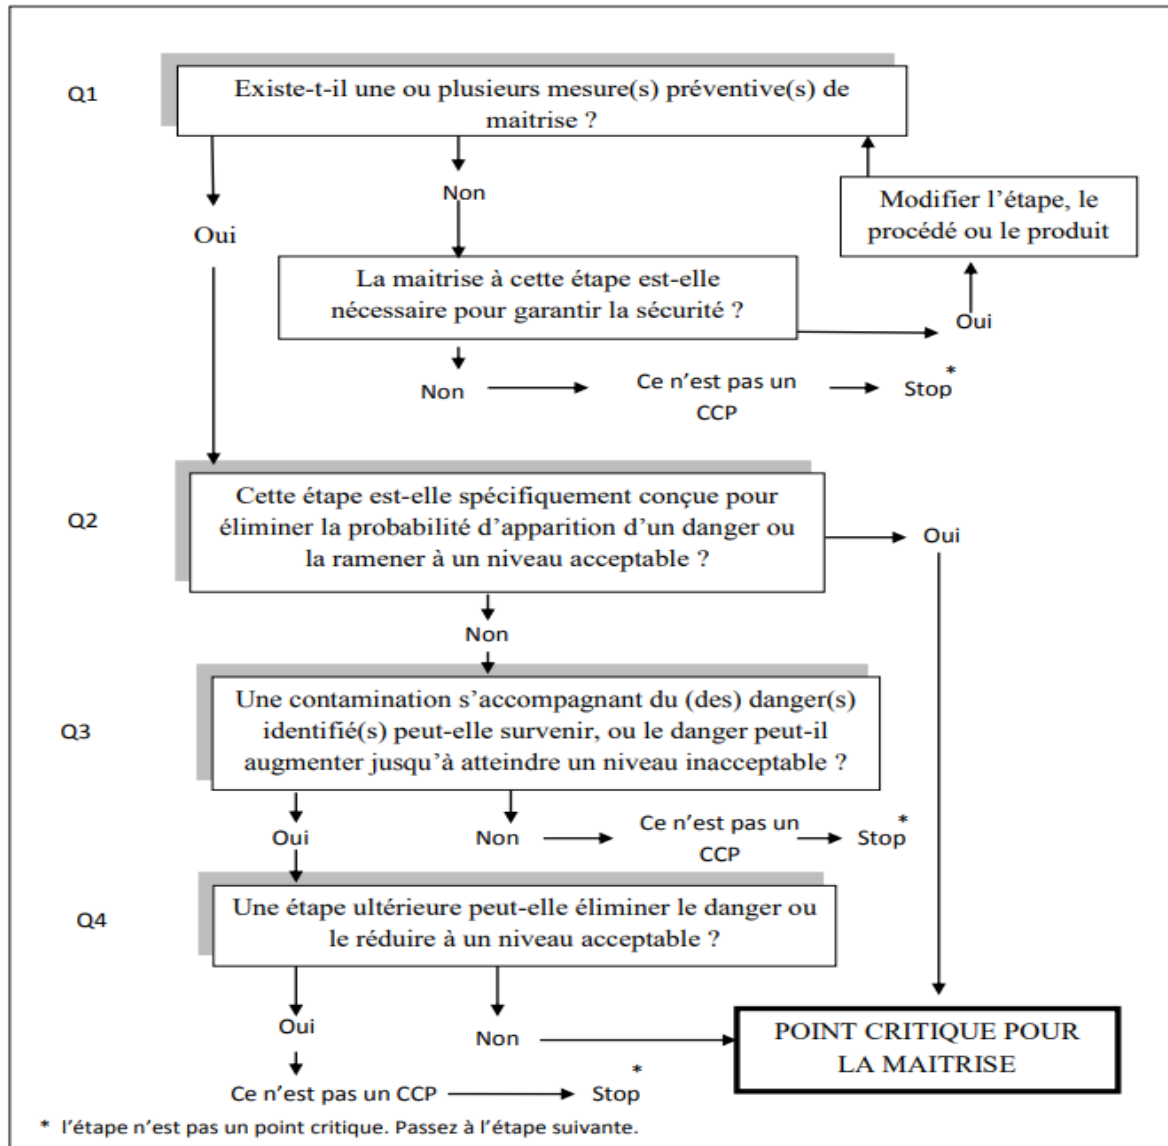 Q1
Existe-t-il une ou plusieurs mesure(s) préventive(s) de
maitrise ?
Non
Oui
Modifier l'étape, le
procédé ou le produit
La maitrise à cette étape est-elle
nécessaire pour garantir la sécurité ?
Oui
Non
Ce n'est pas un
CCP
Stop*
Q2
Cette étape est-elle spécifiquement conçue pour
éliminer la probabilité d'apparition d'un danger ou
la ramener à un niveau acceptable ?
Oui
Non
Q3
Une contamination s'accompagnant du (des) danger(s)
identifié(s) peut-elle survenir, ou le danger peut-il
augmenter jusqu'à atteindre un niveau inacceptable ?
Oui
Non
Ce n'est pas un
CCP
Stop*
Q4
Une étape ultérieure peut-elle éliminer le danger ou
le réduire à un niveau acceptable ?
Oui
Non
POINT CRITIQUE POUR
LA MAITRISE
Ce n'est pas un CCP
Stop*
* l'étape n'est pas un point critique. Passez à l'étape suivante.